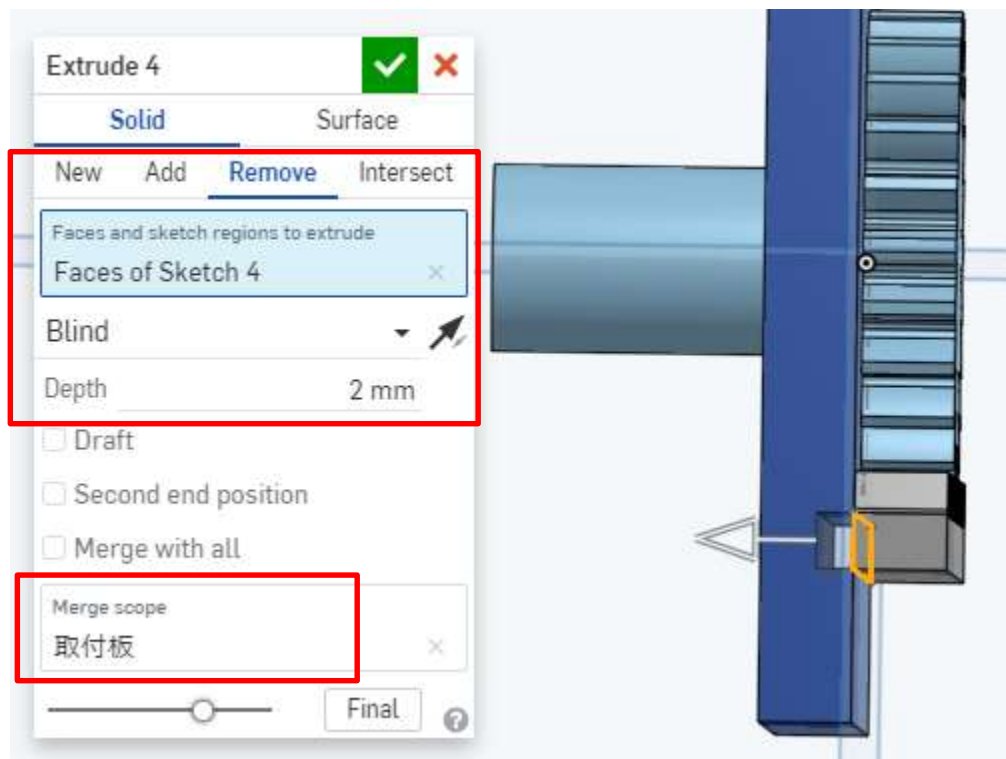 Extrude 4
Solid Surface
New Add Remove Intersect
Faces and sketch regions to extrude
Faces of Sketch 4
Blind
Depth 2 mm
Draft
Second end position
Merge with all
Merge scope
取付板
Final